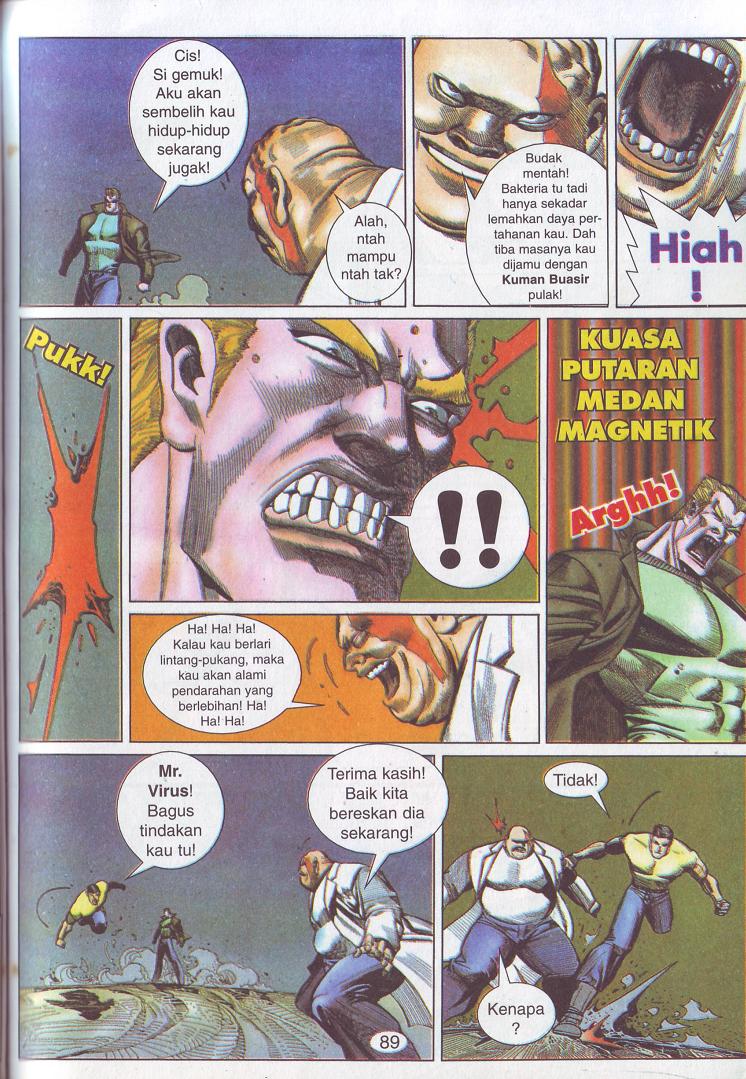 Cis!
Si gemuk!
Aku akan
sembelih kau
hidup-hidup
sekarang
jugak!
Alah,
ntah
mampu
ntah tak?
Budak
mentah!
Bakteria tu tadi
hanya sekadar
lemahkan daya per-
tahanan kau. Dah
tiba masanya kau
dijamu dengan
Kuman Buasir
pulak!
Hiah
!
Pukk!
!!
KUASA
PUTARAN
MEDAN
MAGNETIK
Arghh!
Ha! Ha! Ha!
Kalau kau berlari
lintang-pukang, maka
kau akan alami
pendarahan yang
berlebihan! Ha!
Ha! Ha!
Mr.
Virus!
Bagus
tindakan
kau tu!
Terima kasih!
Baik kita
bereskan dia
sekarang!
Tidak!
Kenapa
?
89